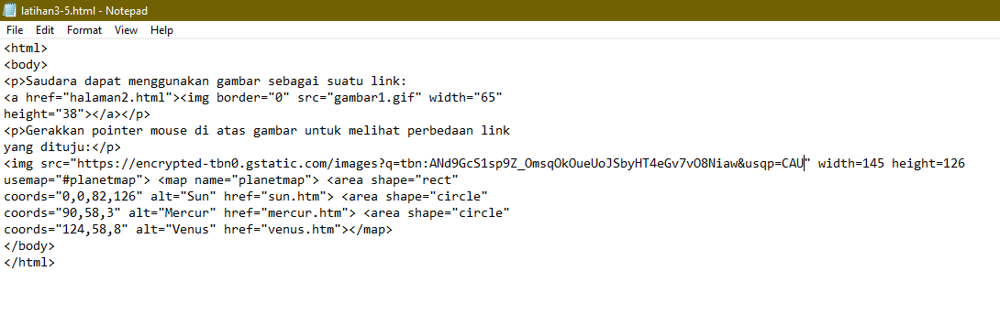 latihan3-5.html - Notepad
File Edit Format View Help
<html>
<body>
<p>Saudara dapat menggunakan gambar sebagai suatu link:
<a href="halaman2.html"><img border="0" src="gambar1.gif" width="65"
height="38"></a></p>
<p>Gerakkan pointer mouse di atas gambar untuk melihat perbedaan link
yang dituju:</p>
<img src="https://encrypted-tbn0.gstatic.com/images?q=tbn:ANd9GcS1sp9Z_OmsqOkOueUoJSbyHT4eGv7vO8Niaw&usqp=CAU" width=145 height=126
usemap="#planetmap"> <map name="planetmap"> <area shape="rect"
coords="0,0,82,126" alt="Sun" href="sun.htm"> <area shape="circle"
coords="90,58,3" alt="Mercur" href="mercur.htm"> <area shape="circle"
coords="124,58,8" alt="Venus" href="venus.htm"></map>
</body>
</html>